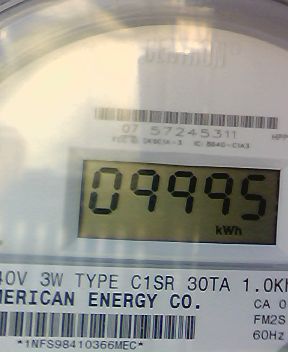 CENTRON
07 57245311
09995
kWh
40V 3W TYPE C1SR 30TA 1.0K
MERICAN ENERGY CO.
CA 0
FM2S
60Hz
*1NFS98410366MEC*